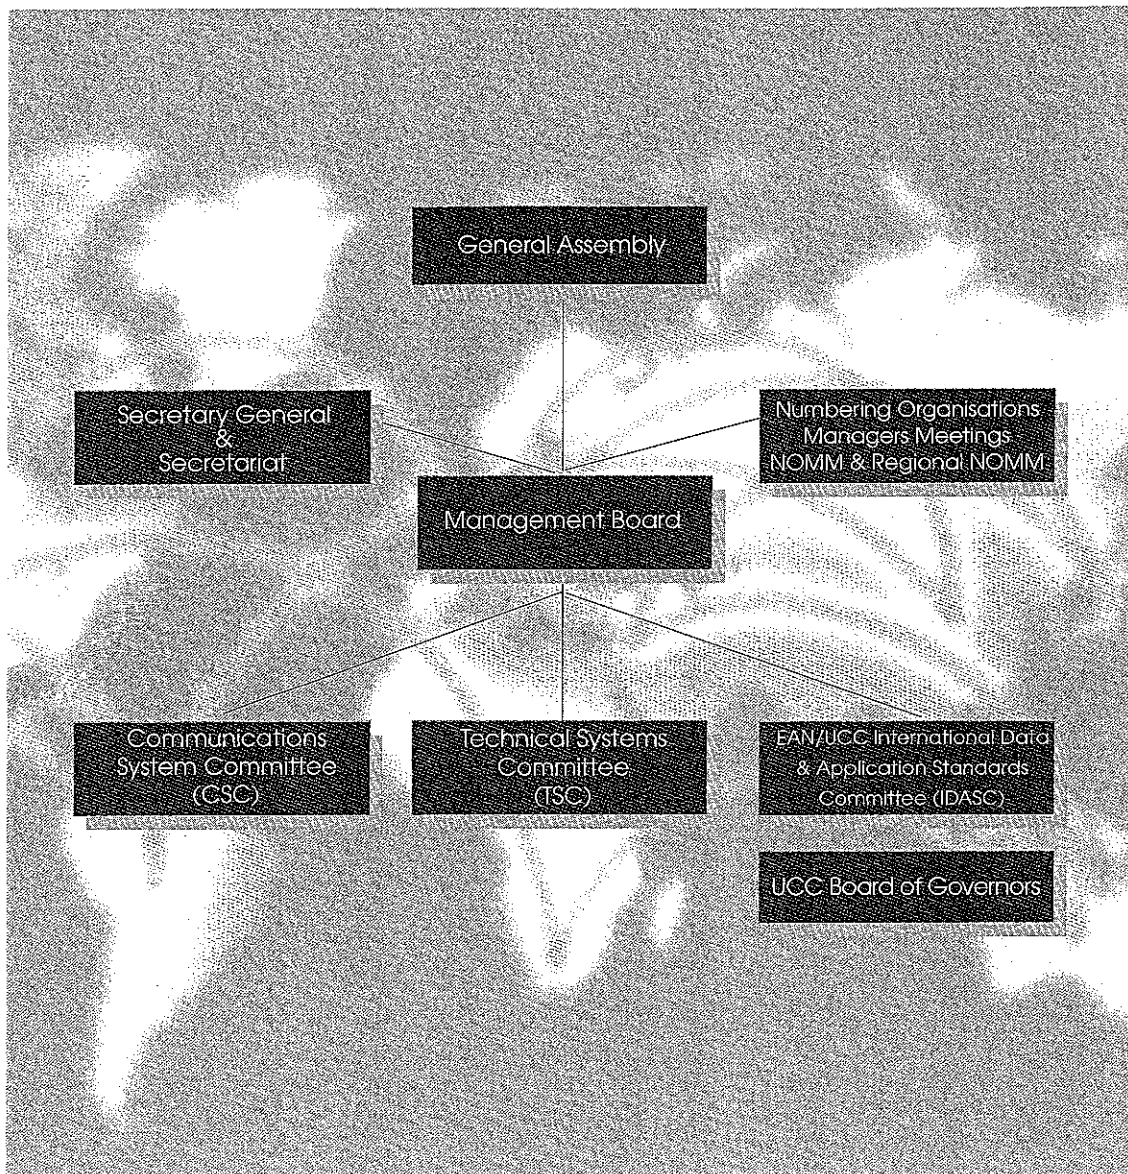 General Assembly
Secretary General
&
Secretariat
Numbering Organisations
Managers Meetings
NOMM & Regional NOMM
Management Board
Communications
System Committee
(CSC)
Technical Systems
Committee
(TSC)
EAN/UCC International Data
& Application Standards
Committee (IDASC)
UCC Board of Governors